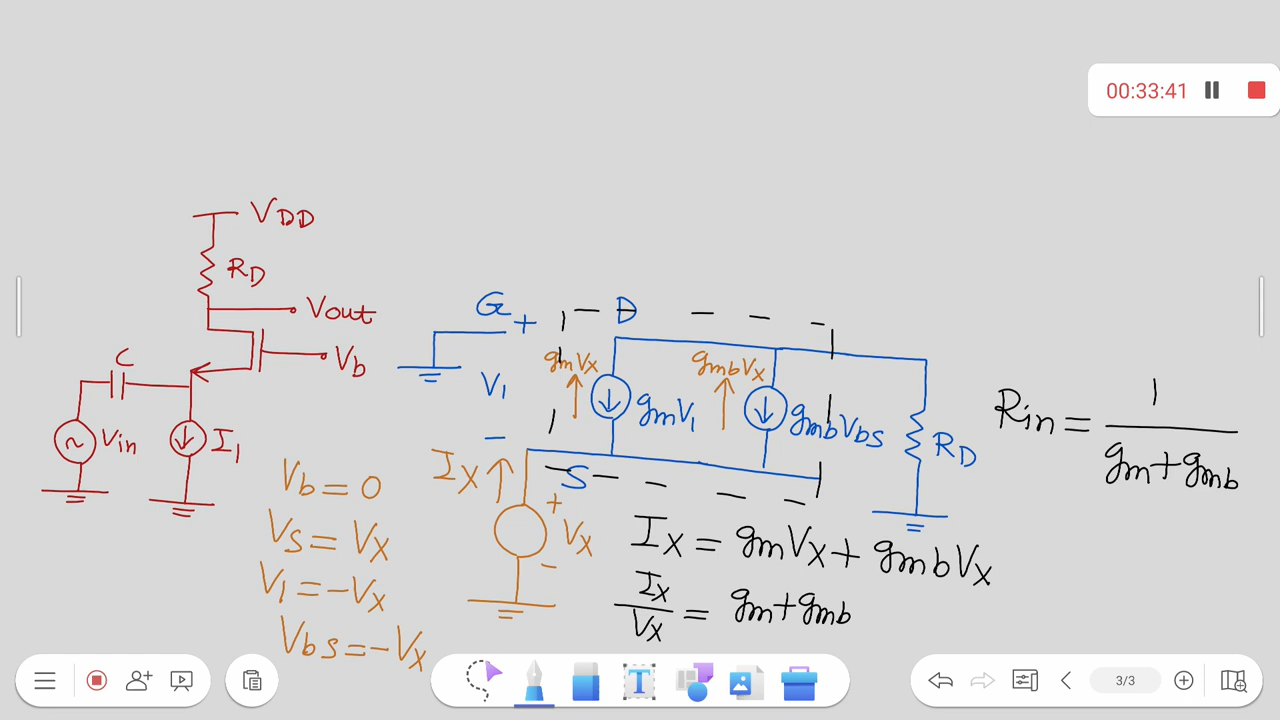 00:33:41
VDD
RD
Vout
C
Vb
Vin
I1
G
+
V1
−
D
gmVx
gmbVx
gmV1
gmbVbs
RD
S
Ix
+
Vx
−
Vb = 0
Vs = Vx
V1 = −Vx
Vbs = −Vx
Ix = gmVx + gmbVx
Ix/Vx = gm + gmb
Rin = 1/(gm + gmb)
T
3/3